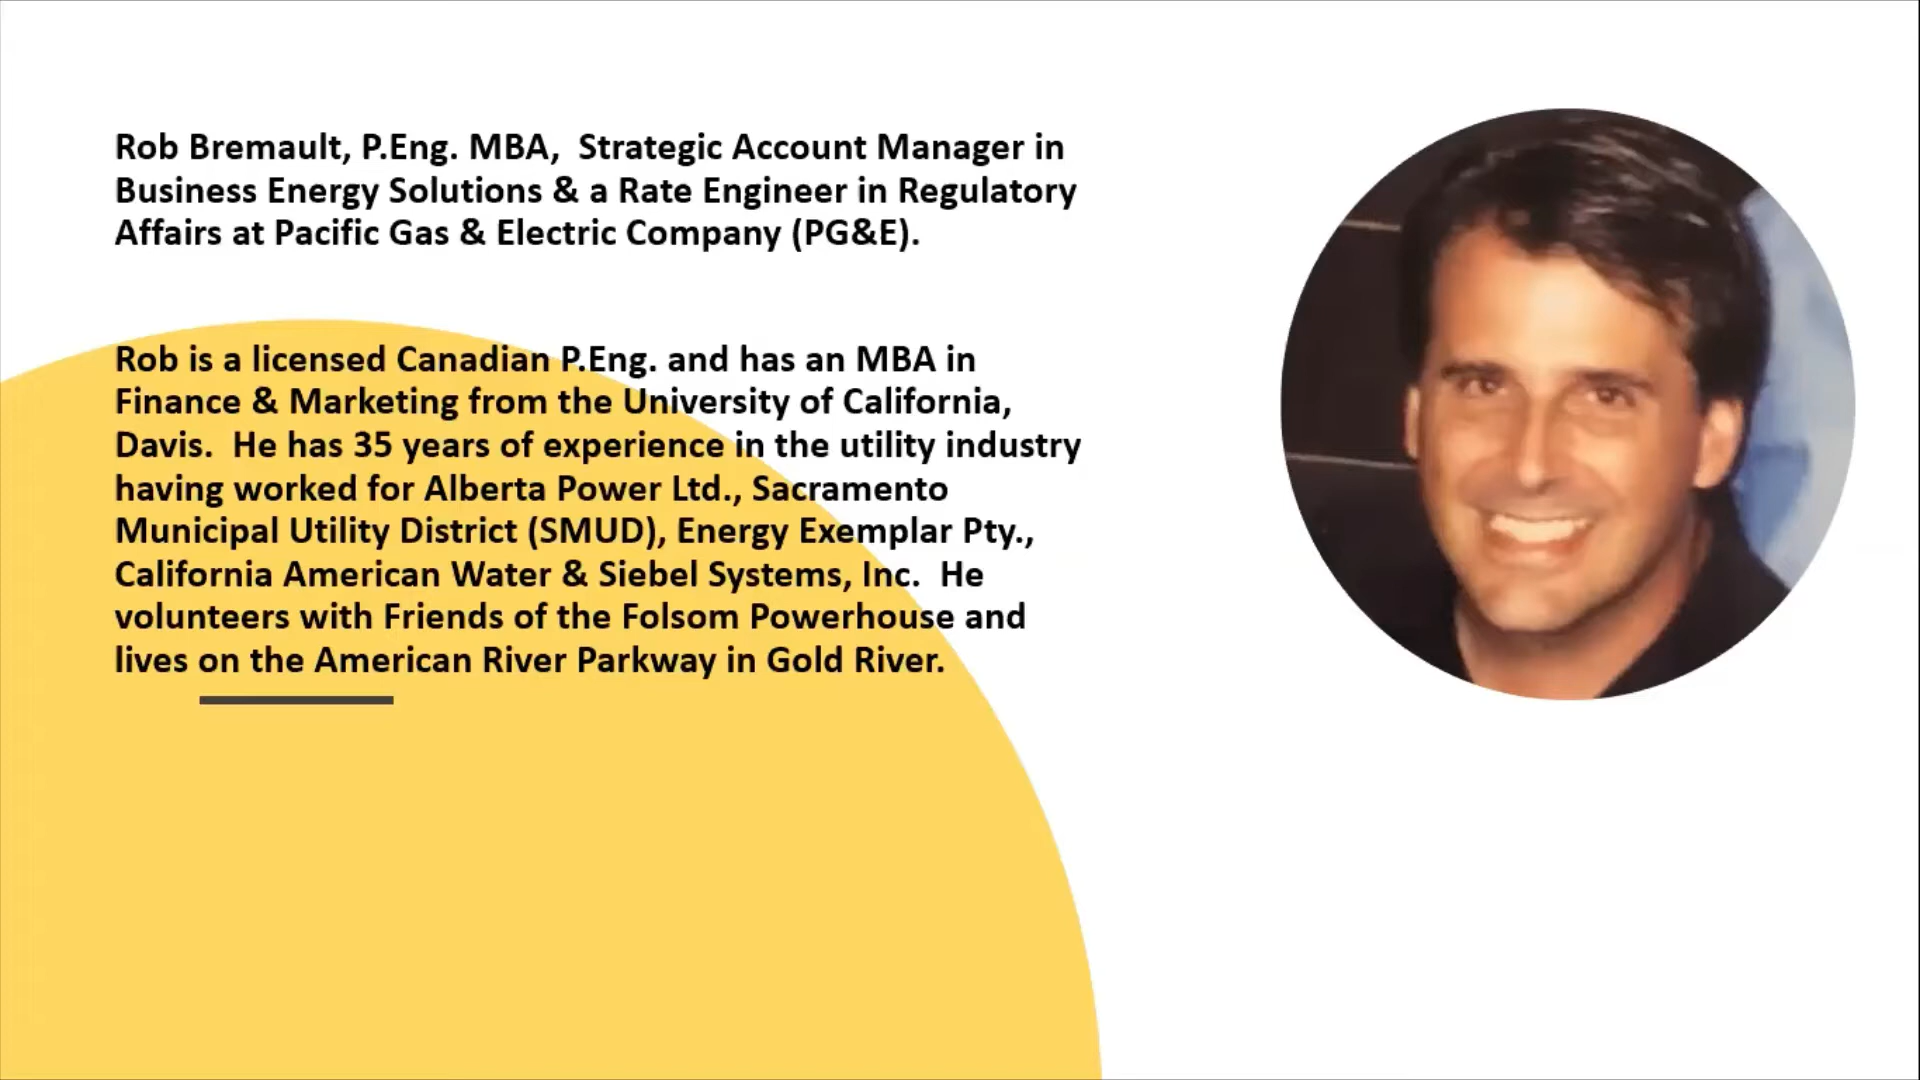 Rob Bremault, P.Eng. MBA,  Strategic Account Manager in
Business Energy Solutions & a Rate Engineer in Regulatory
Affairs at Pacific Gas & Electric Company (PG&E).
Rob is a licensed Canadian P.Eng. and has an MBA in
Finance & Marketing from the University of California,
Davis.  He has 35 years of experience in the utility industry
having worked for Alberta Power Ltd., Sacramento
Municipal Utility District (SMUD), Energy Exemplar Pty.,
California American Water & Siebel Systems, Inc.  He
volunteers with Friends of the Folsom Powerhouse and
lives on the American River Parkway in Gold River.